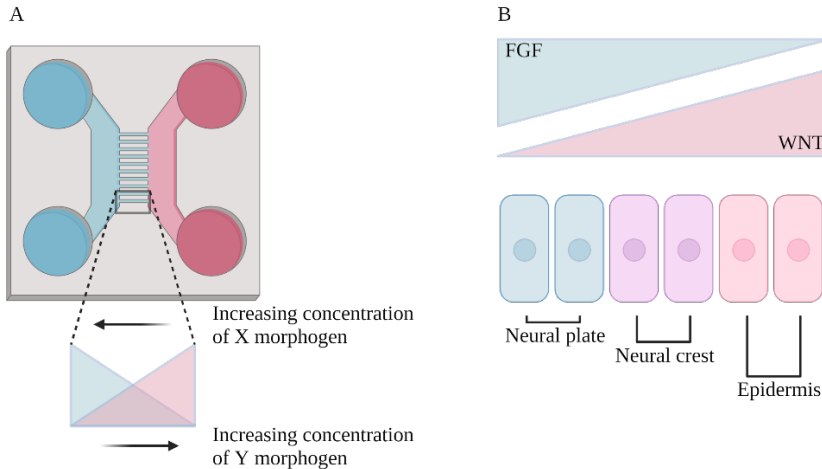 A
Increasing concentration
of X morphogen
Increasing concentration
of Y morphogen
B
FGF
WNT
Neural plate
Neural crest
Epidermis